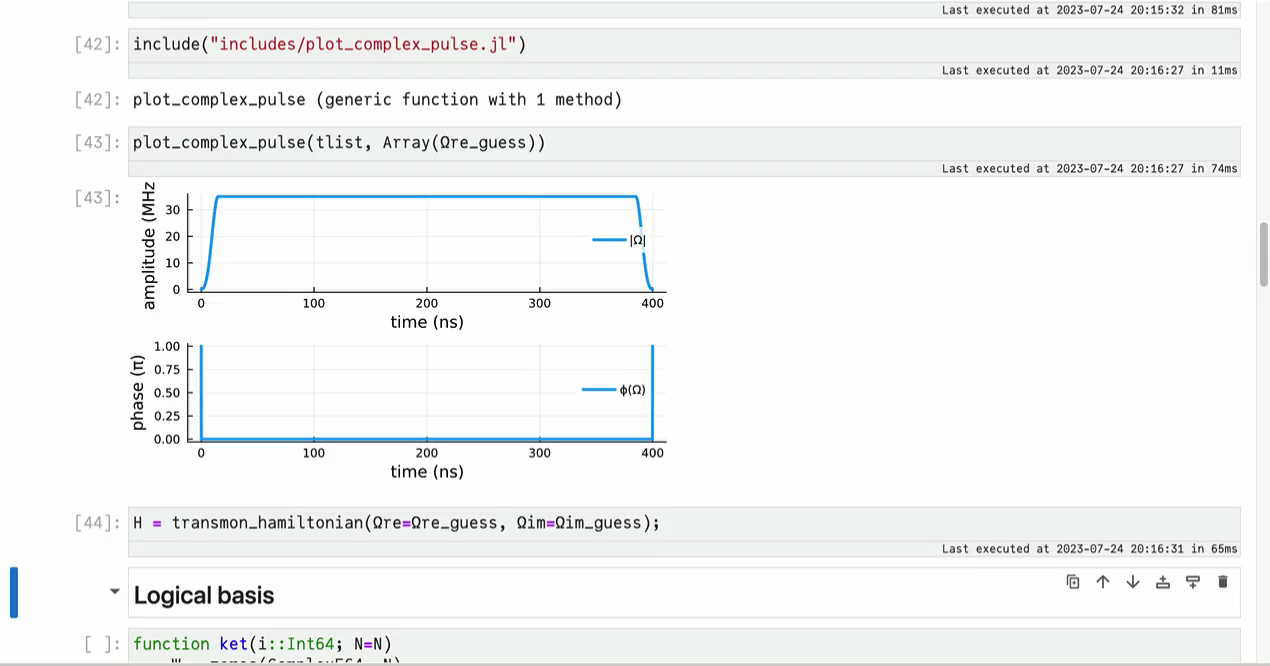 Last executed at 2023-07-24 20:15:32 in 81ms
[42]: include("includes/plot_complex_pulse.jl")
Last executed at 2023-07-24 20:16:27 in 11ms
[42]: plot_complex_pulse (generic function with 1 method)
[43]: plot_complex_pulse(tlist, Array(Ωre_guess))
Last executed at 2023-07-24 20:16:27 in 74ms
[43]:
amplitude (MHz
30
20
10
0
|Ω|
0 100 200 300 400
time (ns)
phase (π)
1.00
0.75
0.50
0.25
0.00
ϕ(Ω)
0 100 200 300 400
time (ns)
[44]: H = transmon_hamiltonian(Ωre=Ωre_guess, Ωim=Ωim_guess);
Last executed at 2023-07-24 20:16:31 in 65ms
Logical basis
[ ]: function ket(i::Int64; N=N)